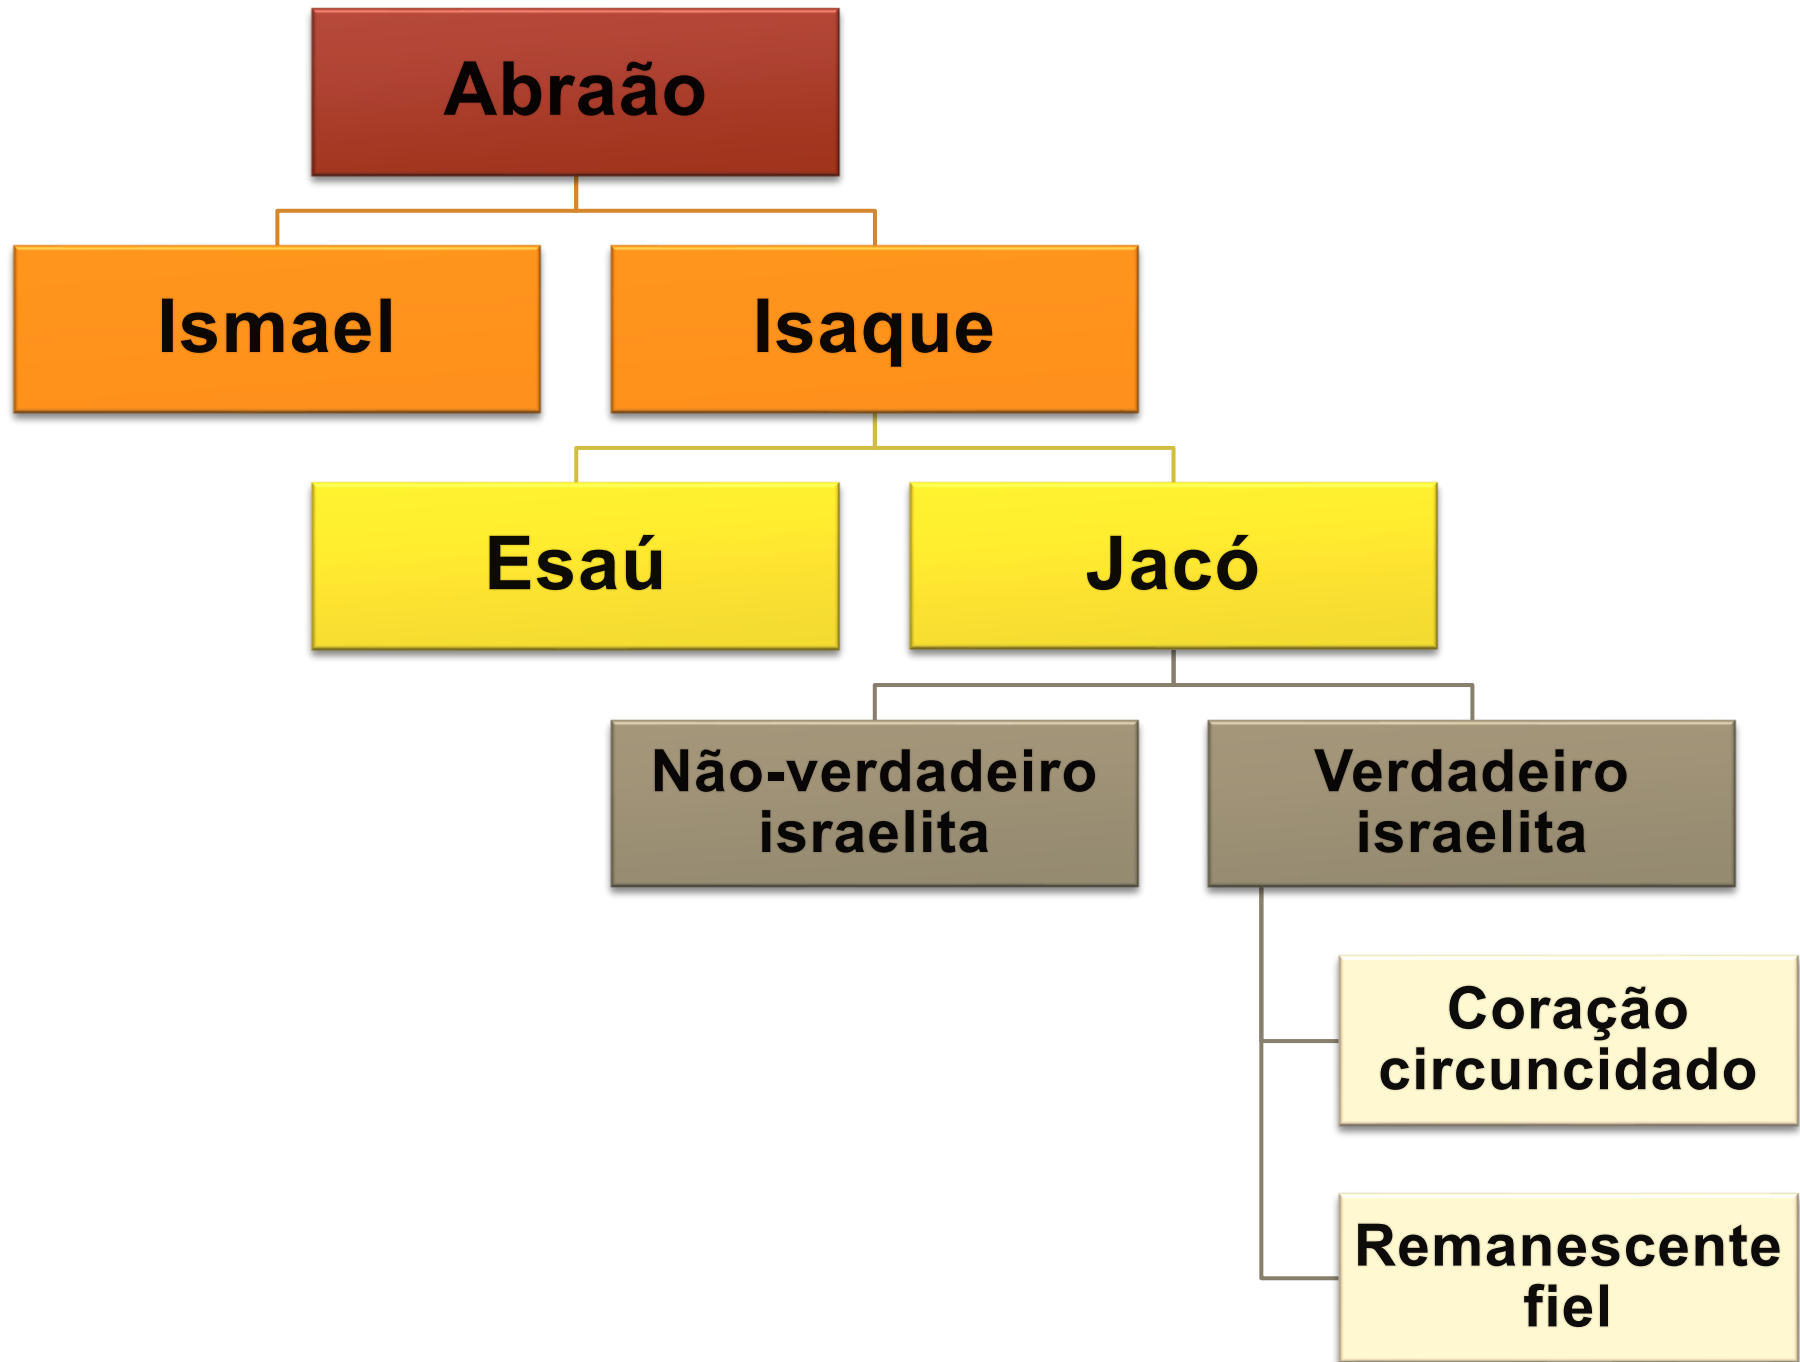 Abraão
Ismael
Isaque
Esaú
Jacó
Não-verdadeiro
israelita
Verdadeiro
israelita
Coração
circuncidado
Remanescente
fiel